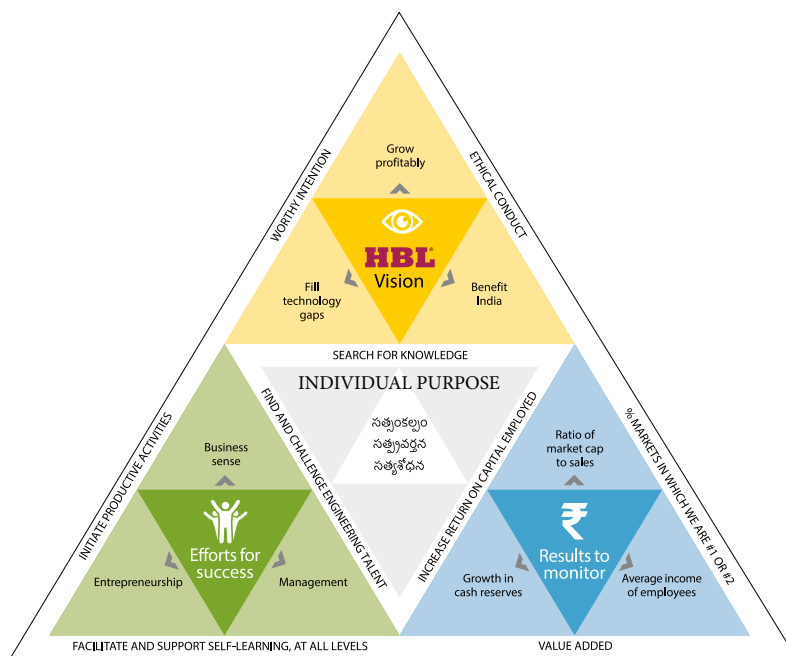 WORTHY INTENTION
ETHICAL CONDUCT
Grow
profitably
HBL®
Vision
Fill
technology
gaps
Benefit
India
SEARCH FOR KNOWLEDGE
INDIVIDUAL PURPOSE
సత్సంకల్పం
సత్ప్రవర్తన
సత్యశోధన
INITIATE PRODUCTIVE ACTIVITIES
FIND AND CHALLENGE ENGINEERING TALENT
Business
sense
Efforts for
success
Entrepreneurship
Management
FACILITATE AND SUPPORT SELF-LEARNING, AT ALL LEVELS
INCREASE RETURN ON CAPITAL EMPLOYED
% MARKETS IN WHICH WE ARE #1 OR #2
Ratio of
market cap
to sales
₹
Results to
monitor
Growth in
cash reserves
Average income
of employees
VALUE ADDED